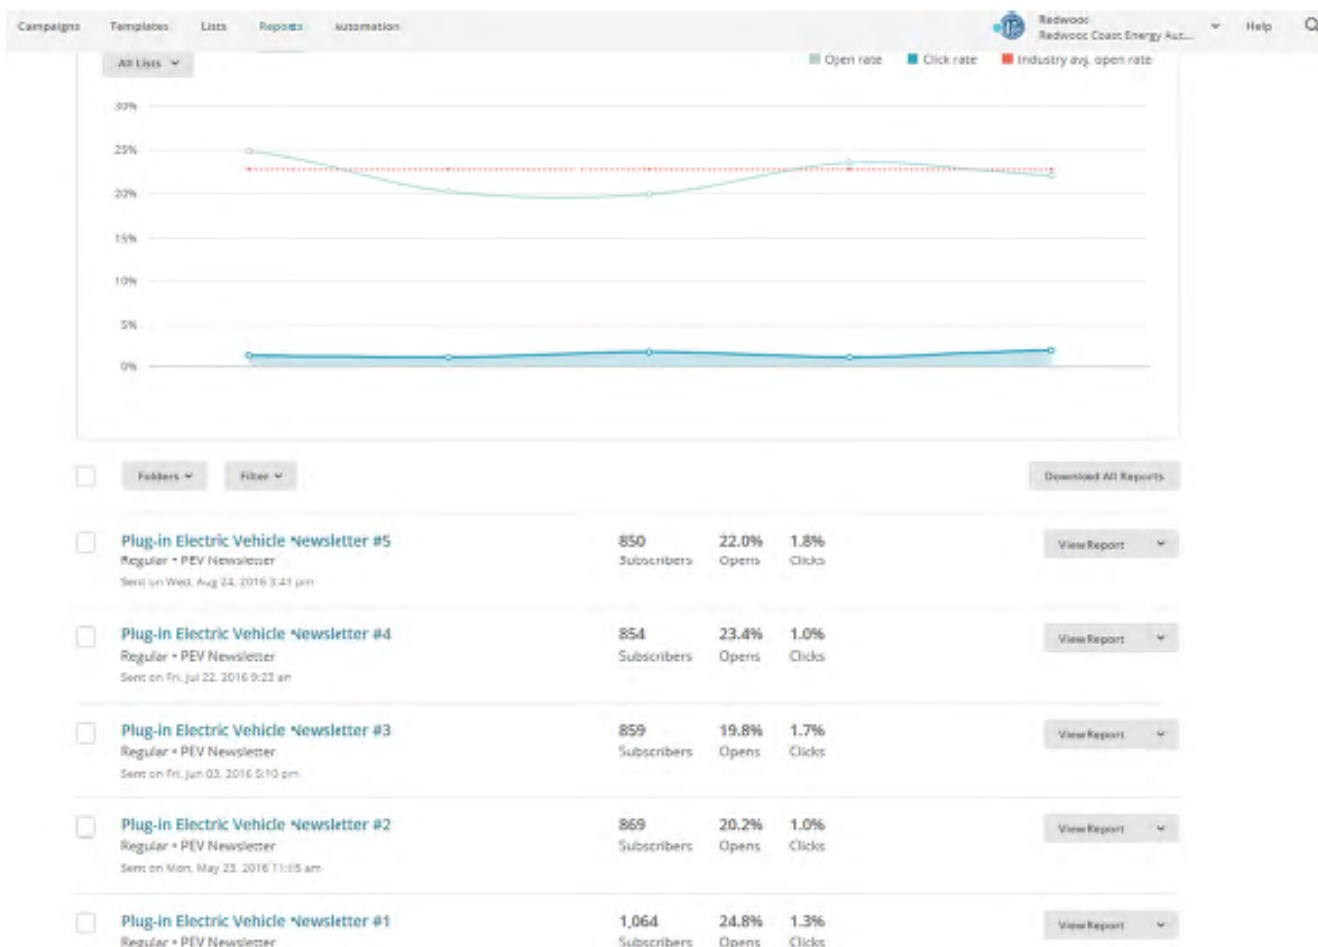 Campaigns Templates Lists Reports Automation Redwooc Help
Redwooc Coast Energy Aut...
All Lists
Open rate Click rate Industry avg. open rate
30%
25%
20%
15%
10%
5%
0%
Folders Filter Download All Reports
Plug-in Electric Vehicle Newsletter #5 850 22.0% 1.8% View Report
Regular • PEV Newsletter Subscribers Opens Clicks
Sent on Wed, Aug 24, 2016 3:41 pm
Plug-in Electric Vehicle Newsletter #4 854 23.4% 1.0% View Report
Regular • PEV Newsletter Subscribers Opens Clicks
Sent on Fri, Jul 22, 2016 9:23 am
Plug-in Electric Vehicle Newsletter #3 859 19.8% 1.7% View Report
Regular • PEV Newsletter Subscribers Opens Clicks
Sent on Fri, Jun 03, 2016 5:10 pm
Plug-in Electric Vehicle Newsletter #2 869 20.2% 1.0% View Report
Regular • PEV Newsletter Subscribers Opens Clicks
Sent on Mon, May 23, 2016 am
Plug-in Electric Vehicle Newsletter #1 1,064 24.8% 1.3% View Report
Regular • PEV Newsletter Subscribers Opens Clicks